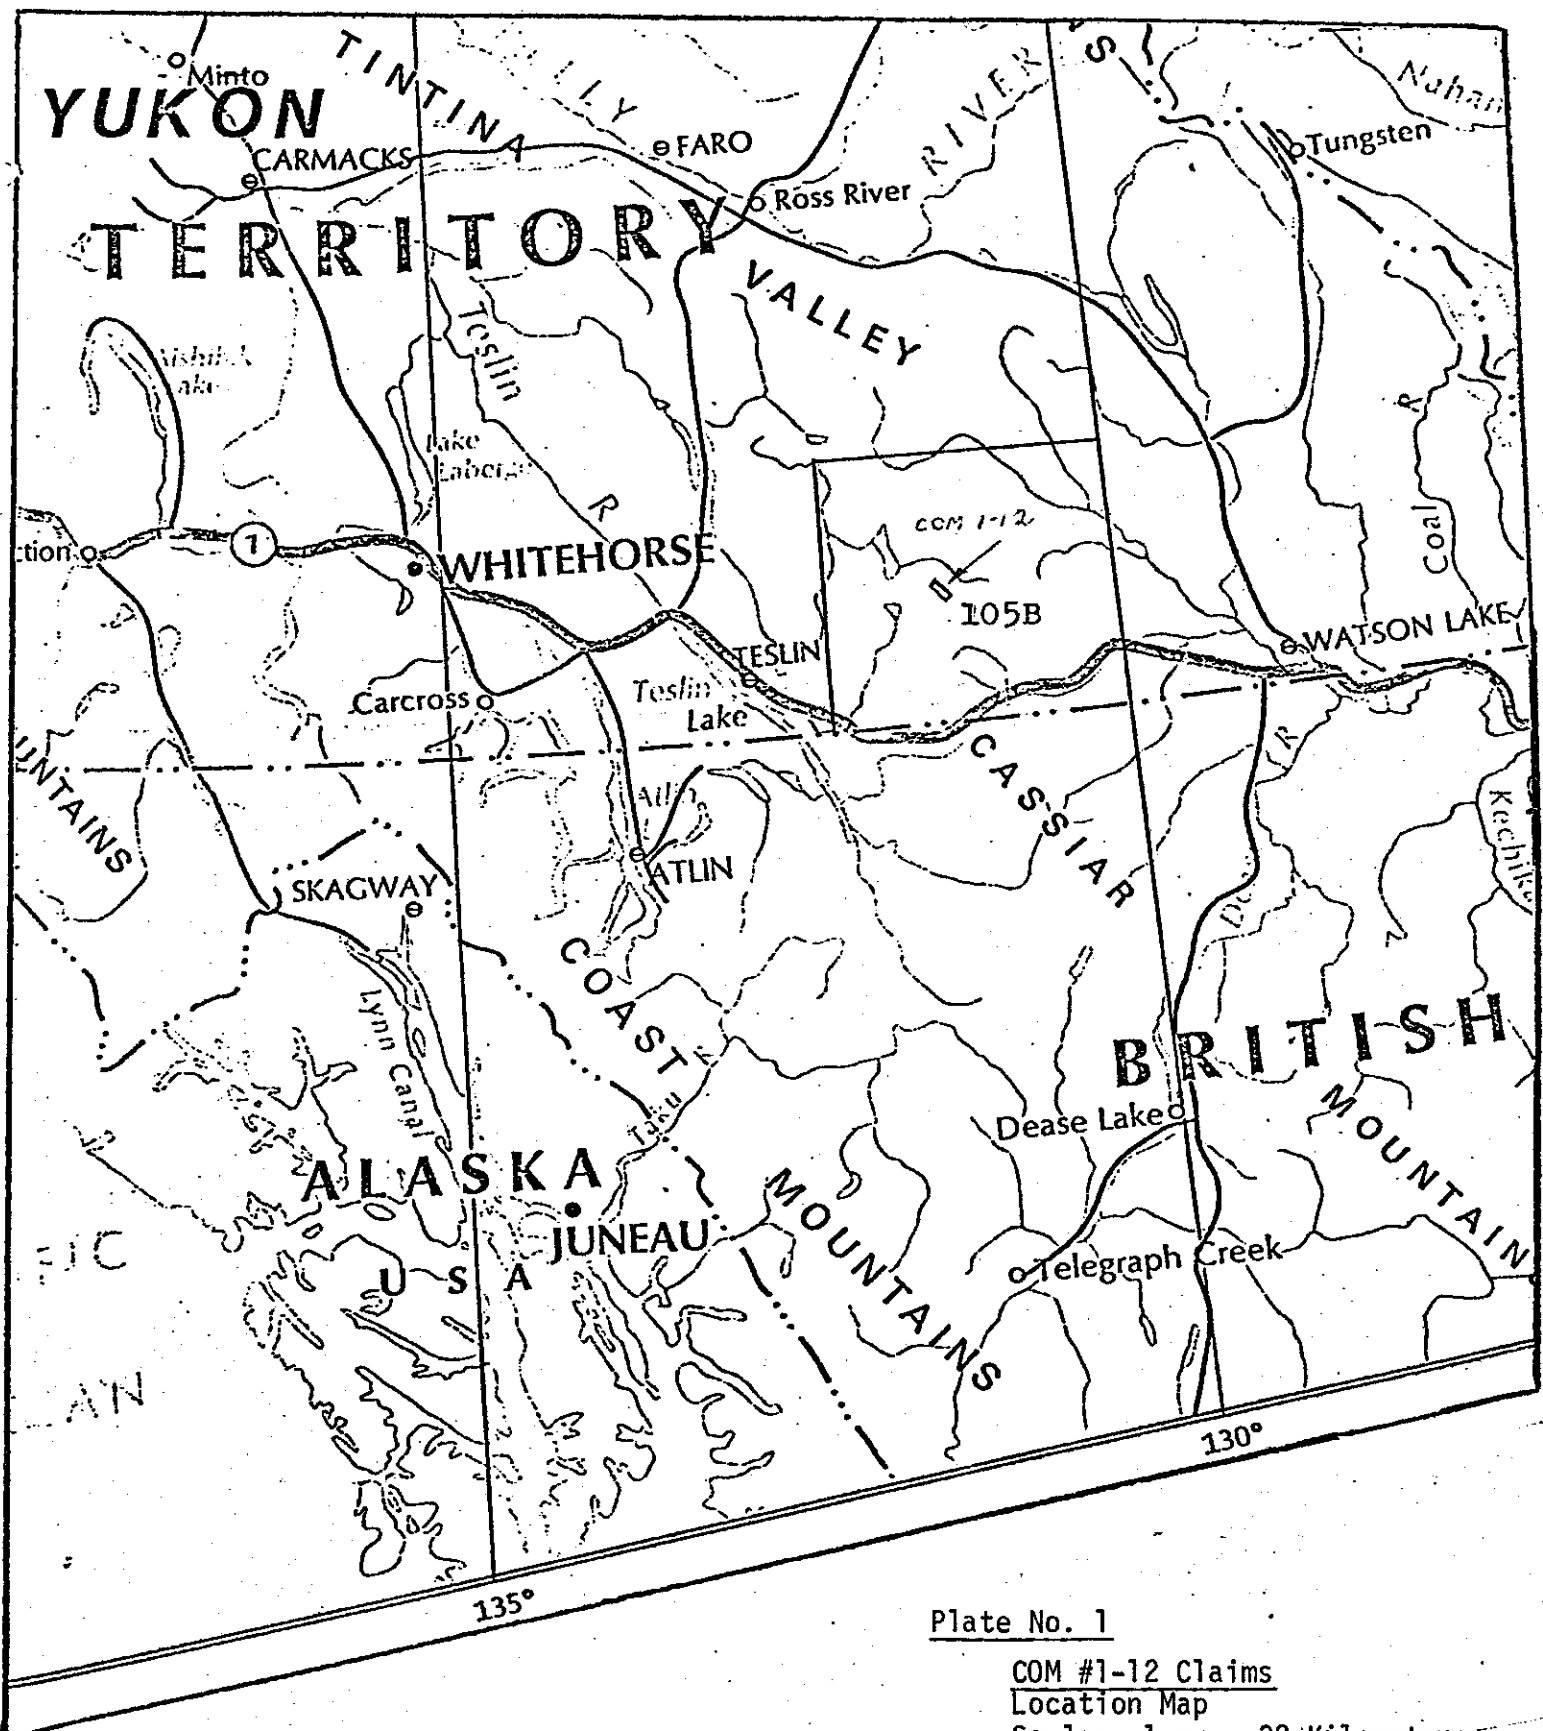 Minto
YUKON
TINTINA
CARMACKS
FARO
RIVER
Tungsten
Ross River
TERRITORY
VALLEY
Teslin
R
Lake
Laberge
COM 1-12
105B
R
Coal
1
WHITEHORSE
WATSON LAKE
TESLIN
Teslin
Lake
Carcross
CASSIAR
R
Atlin
ATLIN
SKAGWAY
COAST
Lynn Canal
BRITISH
Taku
Dease Lake
MOUNTAIN
ALASKA
JUNEAU
USA
MOUNTAINS
Telegraph Creek
130°
135°
Plate No. 1
COM #1-12 Claims
Location Map